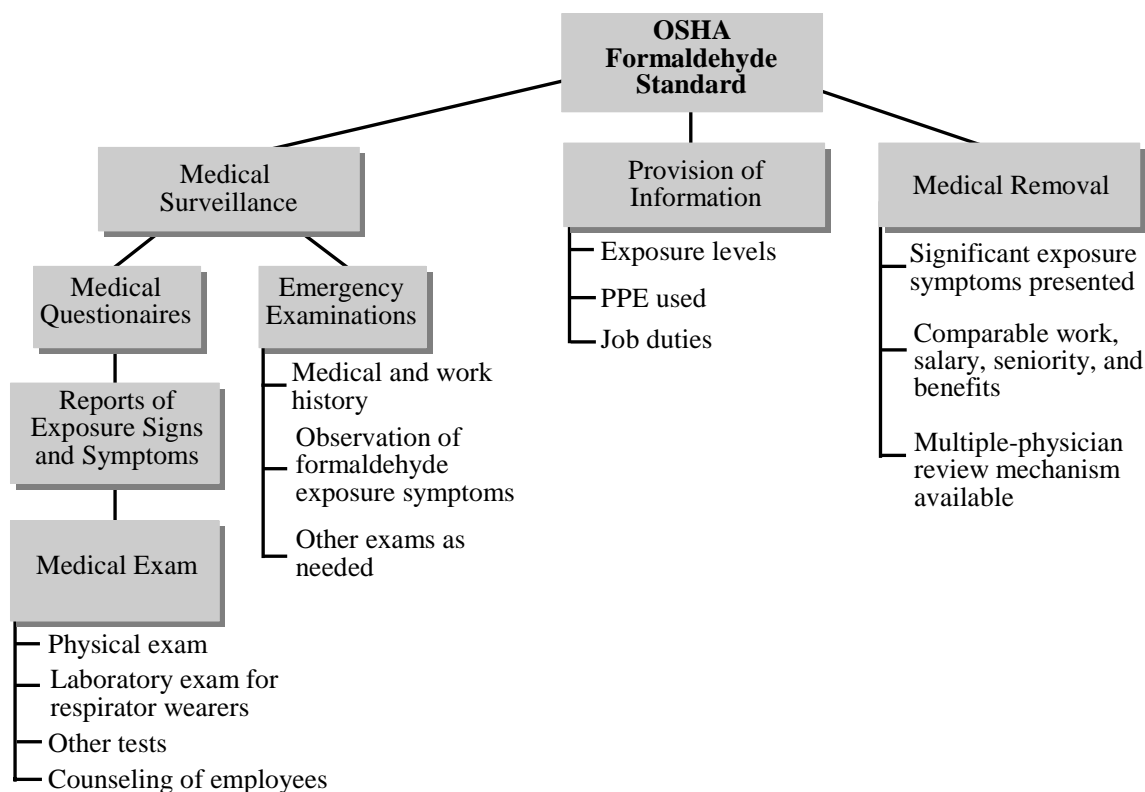 OSHA
Formaldehyde
Standard
Medical
Surveillance
Provision of
Information
Medical Removal
Medical
Questionaires
Emergency
Examinations
Exposure levels
PPE used
Job duties
Significant exposure
symptoms presented
Comparable work,
salary, seniority, and
benefits
Multiple-physician
review mechanism
available
Reports of
Exposure Signs
and Symptoms
Medical and work
history
Observation of
formaldehyde
exposure symptoms
Other exams as
needed
Medical Exam
Physical exam
Laboratory exam for
respirator wearers
Other tests
Counseling of employees